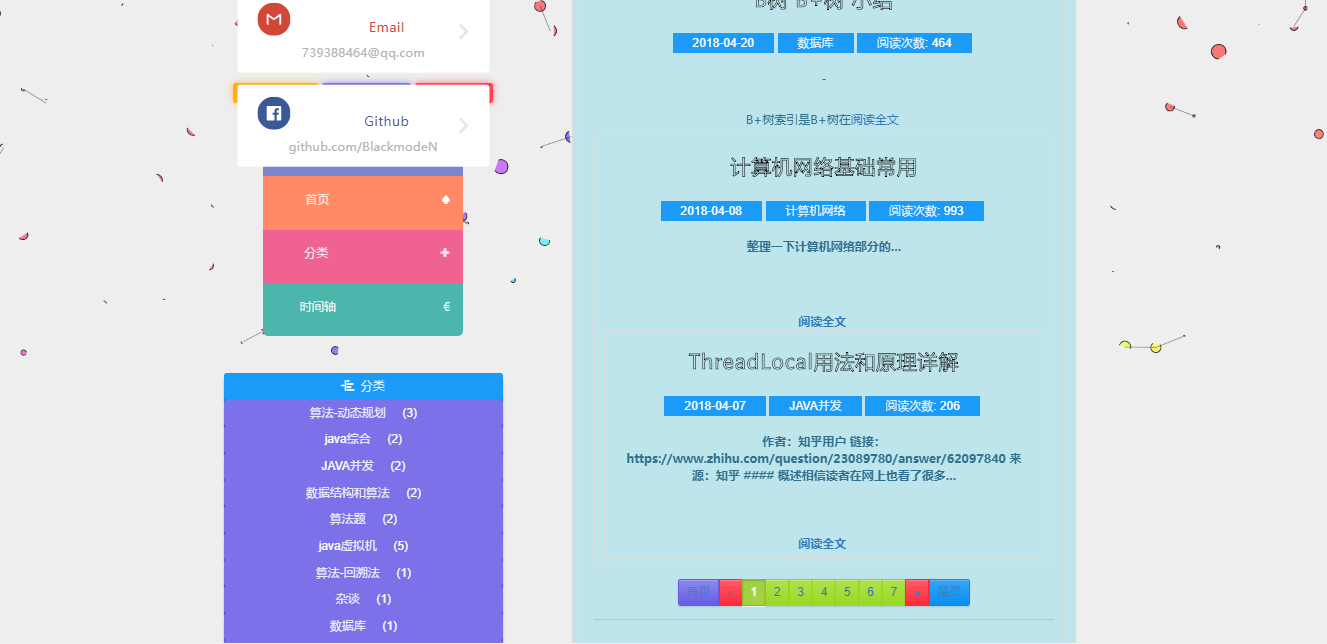 Email
739388464@qq.com
Github
github.com/BlackmodeN
首页
分类
时间轴 €
分类
算法-动态规划 (3)
java综合 (2)
JAVA并发 (2)
数据结构和算法 (2)
算法题 (2)
java虚拟机 (5)
算法-回溯法 (1)
杂谈 (1)
数据库 (1)
B树 B+树 小结
2018-04-20 数据库 阅读次数: 464
-
B+树索引是B+树在阅读全文
计算机网络基础常用
2018-04-08 计算机网络 阅读次数: 993
整理一下计算机网络部分的...
阅读全文
ThreadLocal用法和原理详解
2018-04-07 JAVA并发 阅读次数: 206
作者：知乎用户 链接：
https://www.zhihu.com/question/23089780/answer/62097840 来
源：知乎 #### 概述相信读者在网上也看了很多...
阅读全文
首页 « 1 2 3 4 5 6 7 » 尾页